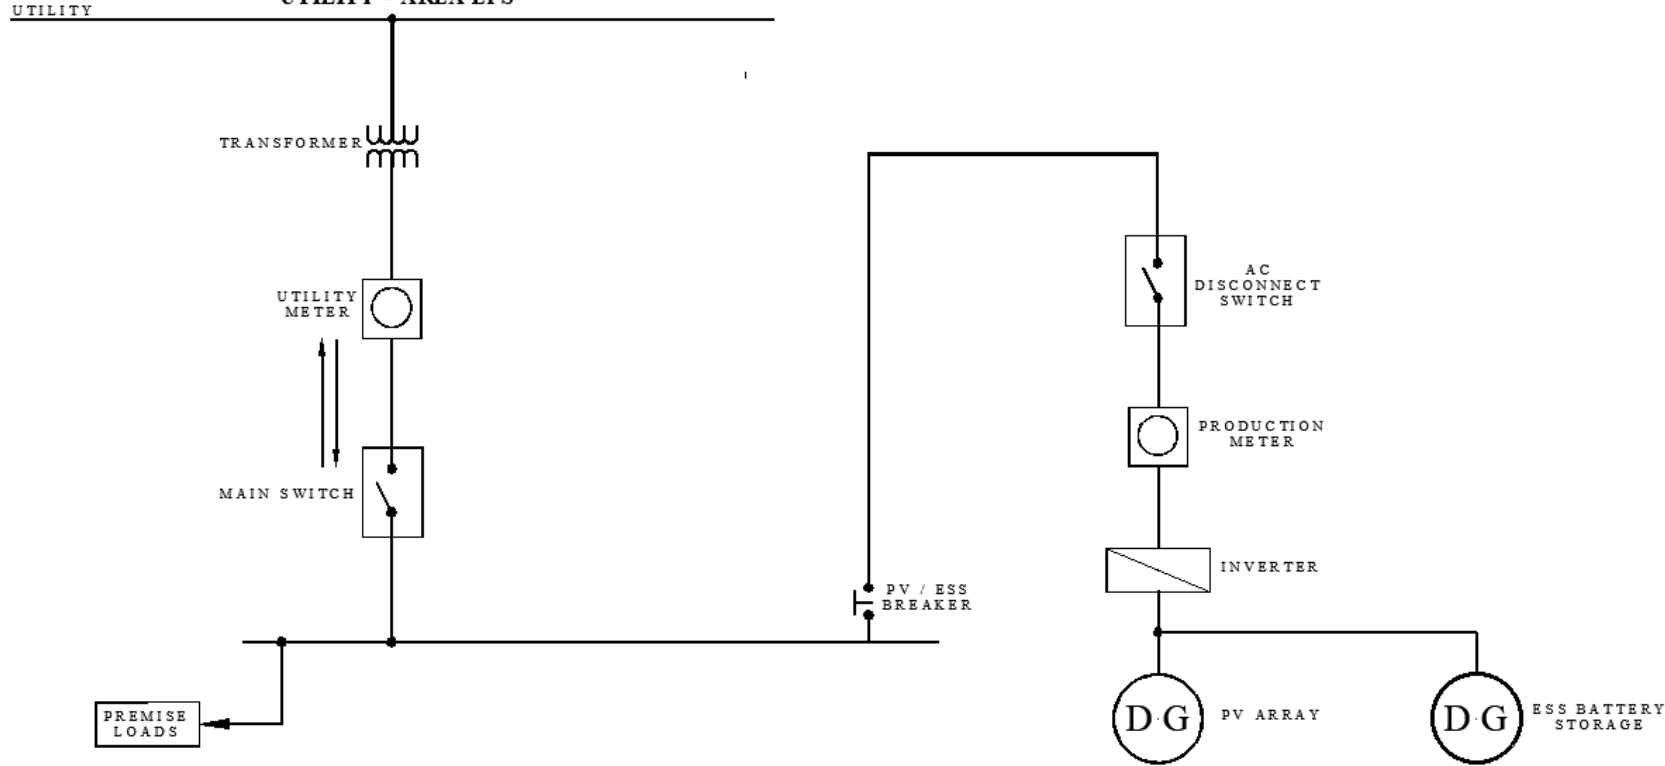 UTILITY
TRANSFORMER
UTILITY
METER
MAIN SWITCH
PREMISE
LOADS
PV / ESS
BREAKER
AC
DISCONNECT
SWITCH
PRODUCTION
METER
INVERTER
D·G
PV ARRAY
D·G
ESS BATTERY
STORAGE